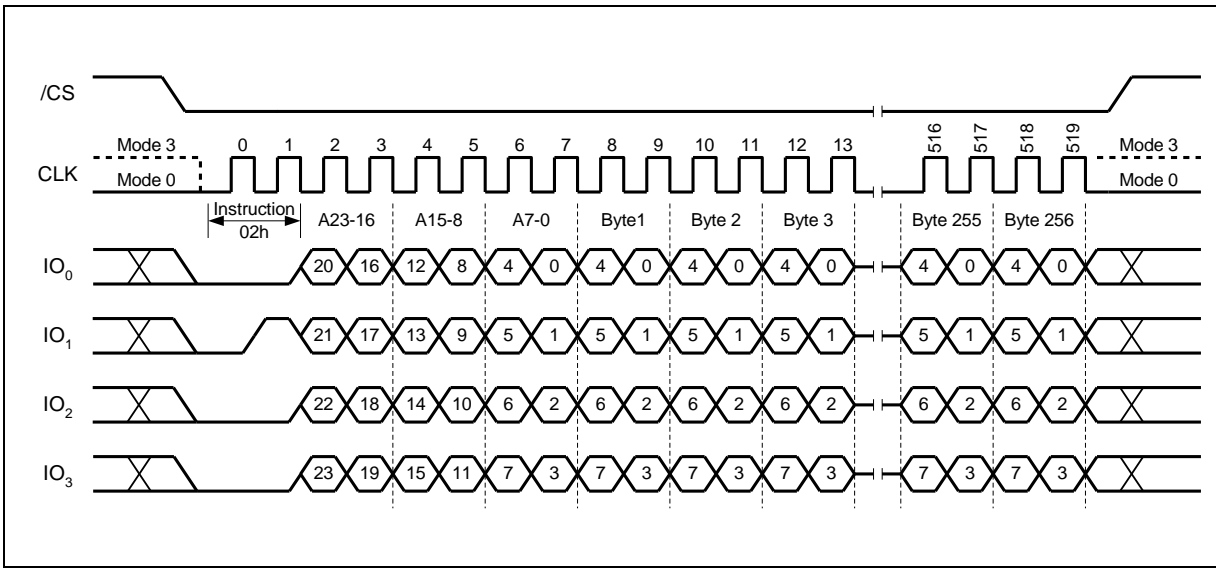 /CS
Mode 3 0 1 2 3 4 5 6 7 8 9 10 11 12 13 516 517 518 519 Mode 3
CLK
Mode 0 Mode 0
Instruction
02h
A23-16 A15-8 A7-0 Byte1 Byte 2 Byte 3 Byte 255 Byte 256
IO0 20 16 12 8 4 0 4 0 4 0 4 0 4 0 4 0
IO1 21 17 13 9 5 1 5 1 5 1 5 1 5 1 5 1
IO2 22 18 14 10 6 2 6 2 6 2 6 2 6 2 6 2
IO3 23 19 15 11 7 3 7 3 7 3 7 3 7 3 7 3